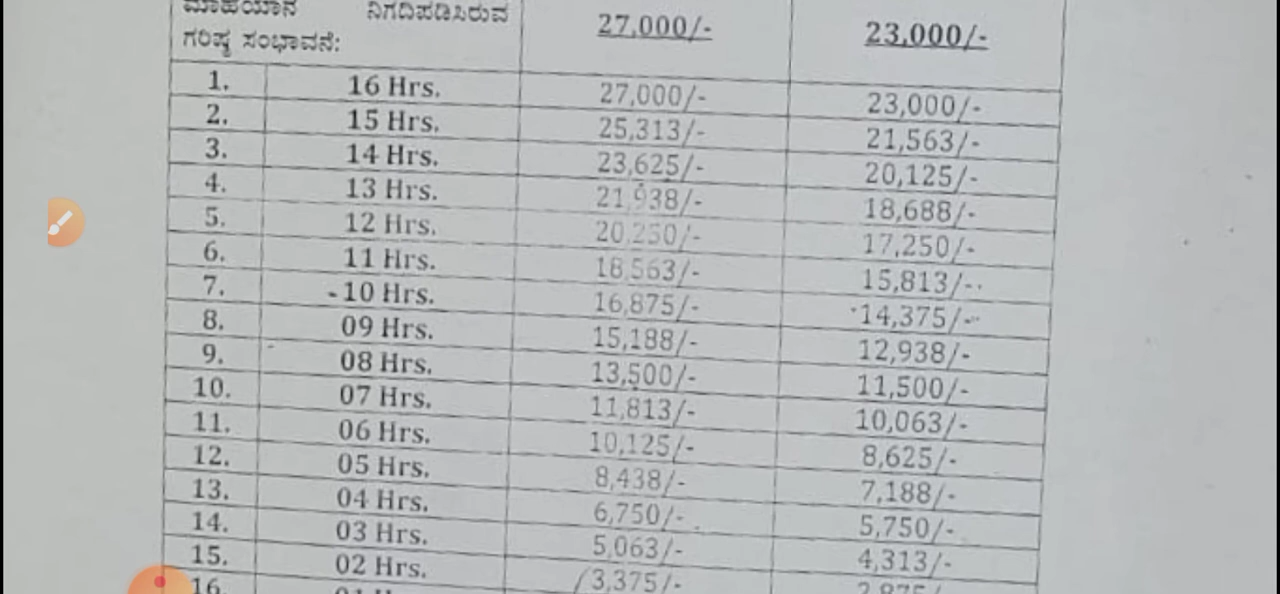 ಮಾಹೆಯಾನ ನಿಗದಿಪಡಿಸಿರುವ 27,000/- 23,000/-
ಗರಿಷ್ಠ ಸಂಭಾವನೆ:
1. 16 Hrs. 27,000/- 23,000/-
2. 15 Hrs. 25,313/- 21,563/-
3. 14 Hrs. 23,625/- 20,125/-
4. 13 Hrs. 21,938/- 18,688/-
5. 12 Hrs. 20,250/- 17,250/-
6. 11 Hrs. 18,563/- 15,813/-
7. 10 Hrs. 16,875/- 14,375/-
8. 09 Hrs. 15,188/- 12,938/-
9. 08 Hrs. 13,500/- 11,500/-
10. 07 Hrs. 11,813/- 10,063/-
11. 06 Hrs. 10,125/- 8,625/-
12. 05 Hrs. 8,438/- 7,188/-
13. 04 Hrs. 6,750/- 5,750/-
14. 03 Hrs. 5,063/- 4,313/-
15. 02 Hrs. 3,375/- 2,875/-
16.